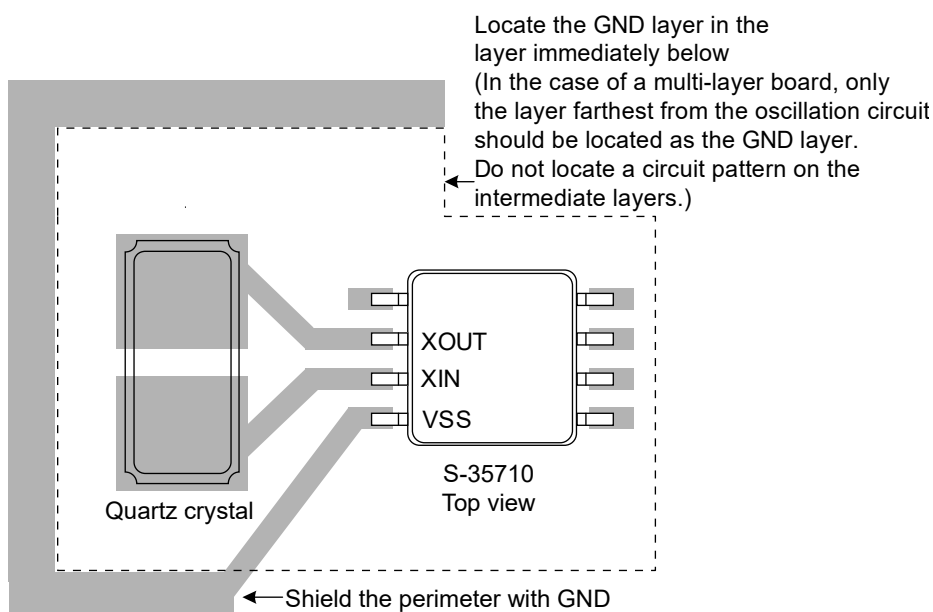 Locate the GND layer in the
layer immediately below
(In the case of a multi-layer board, only
the layer farthest from the oscillation circuit
should be located as the GND layer.
Do not locate a circuit pattern on the
intermediate layers.)
XOUT
XIN
VSS
S-35710
Top view
Quartz crystal
Shield the perimeter with GND